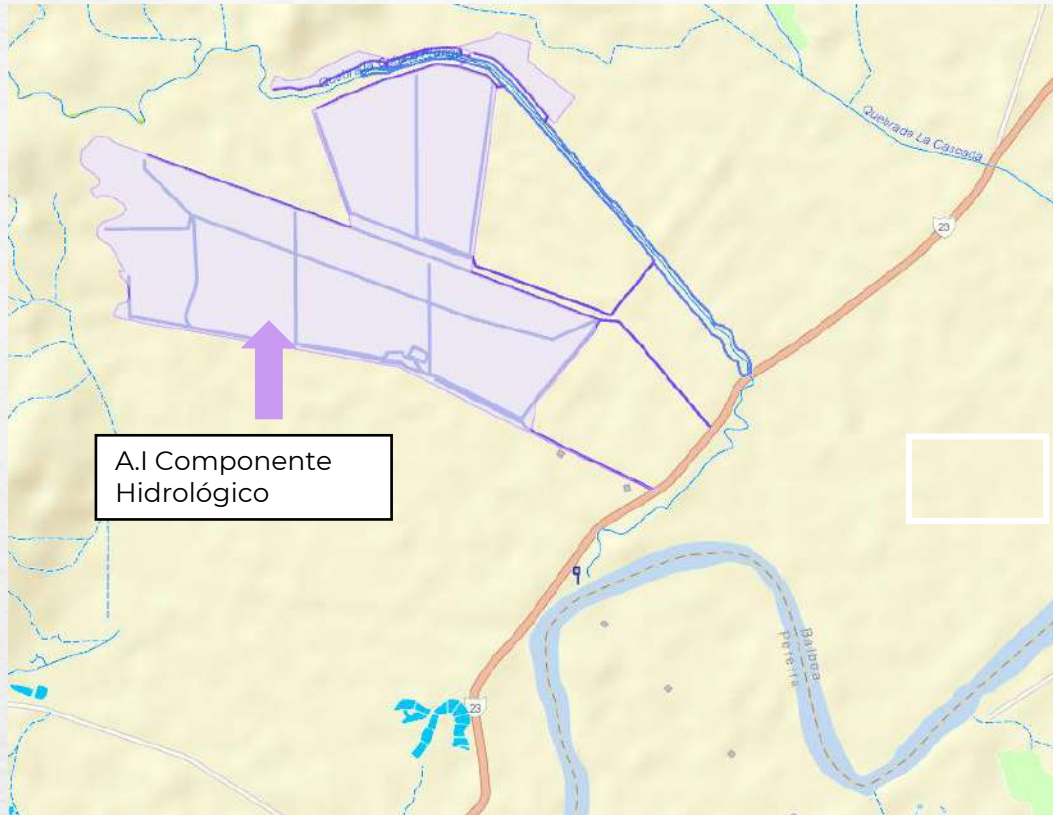 Quebrada La Cascada
23
A.I Componente
Hidrológico
Balboa
Pereira
23